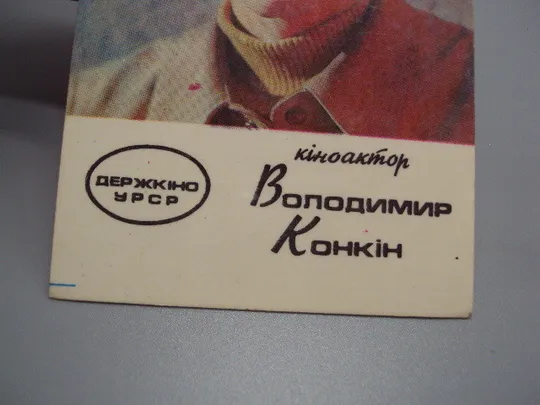 ДЕРЖКІНО
УРСР
кіноактор
Володимир
Конкін